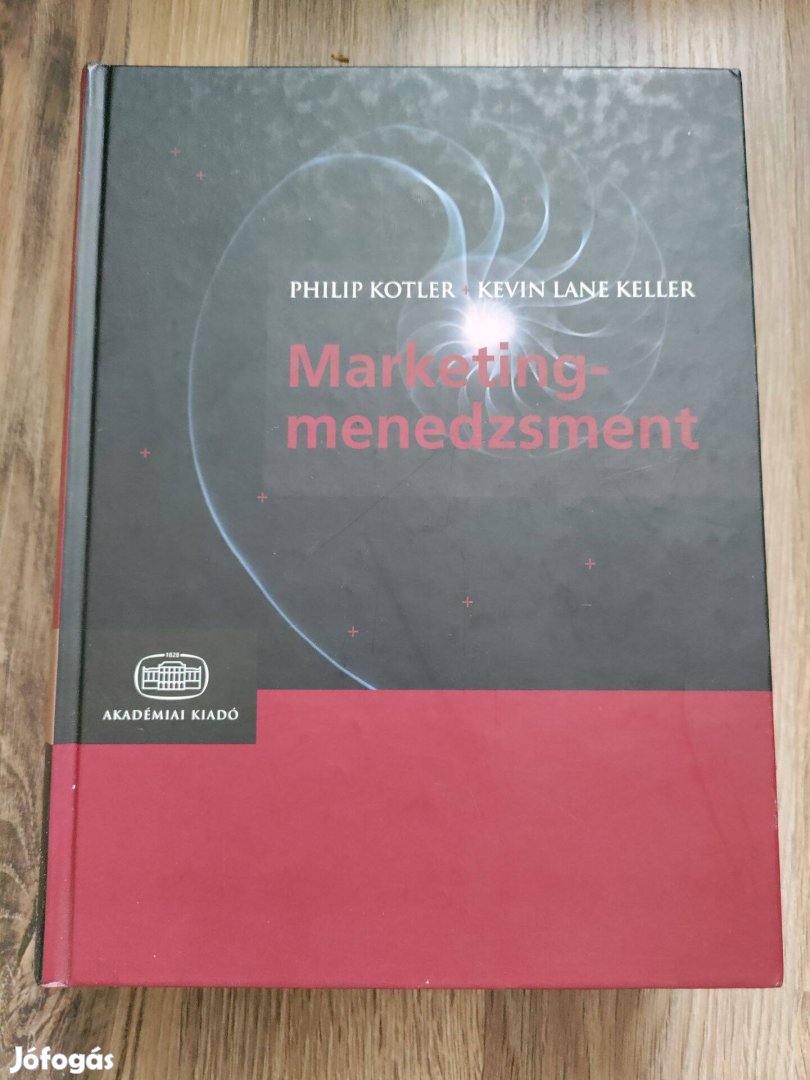 PHILIP KOTLER + KEVIN LANE KELLER
Marketing-
menedzsment
1828
AKADÉMIAI KIADÓ
Jófogás